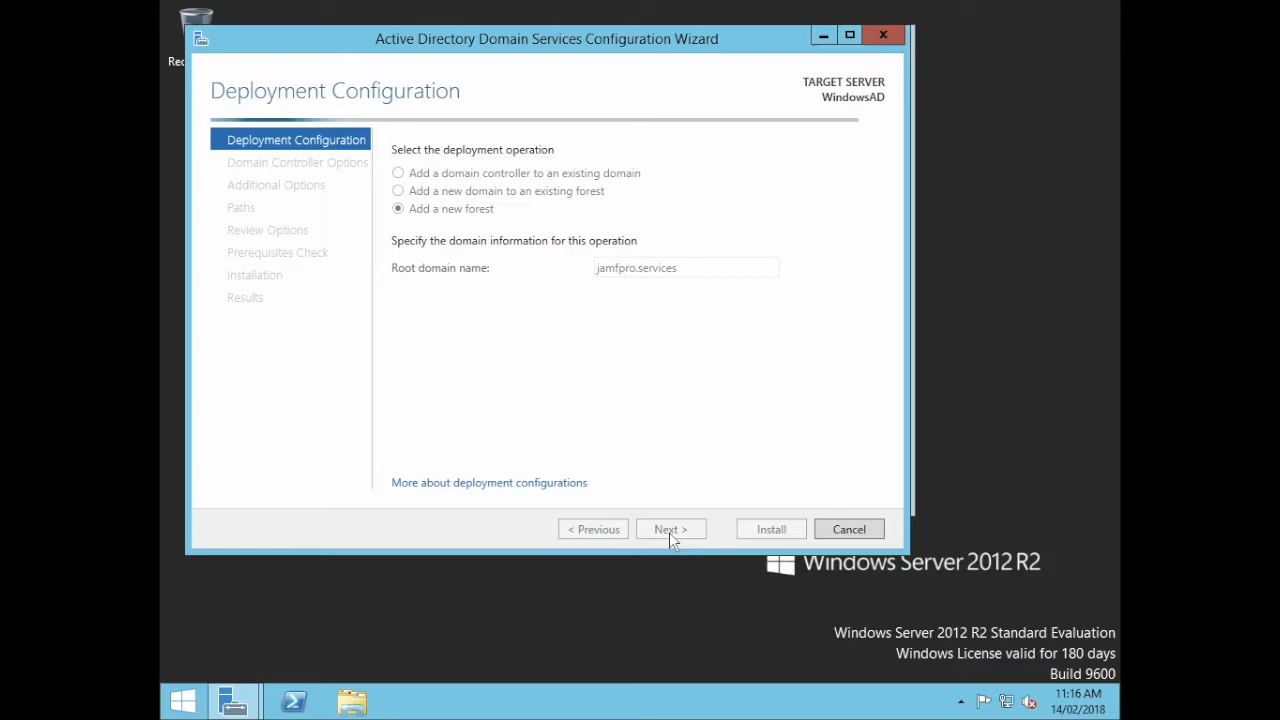 Rec
Active Directory Domain Services Configuration Wizard
Deployment Configuration
TARGET SERVER
WindowsAD
Deployment Configuration
Domain Controller Options
Additional Options
Paths
Review Options
Prerequisites Check
Installation
Results
Select the deployment operation
Add a domain controller to an existing domain
Add a new domain to an existing forest
Add a new forest
Specify the domain information for this operation
Root domain name:
jamfpro.services
More about deployment configurations
< Previous
Next >
Install
Cancel
Windows Server 2012 R2
Windows Server 2012 R2 Standard Evaluation
Windows License valid for 180 days
Build 9600
11:16 AM
14/02/2018